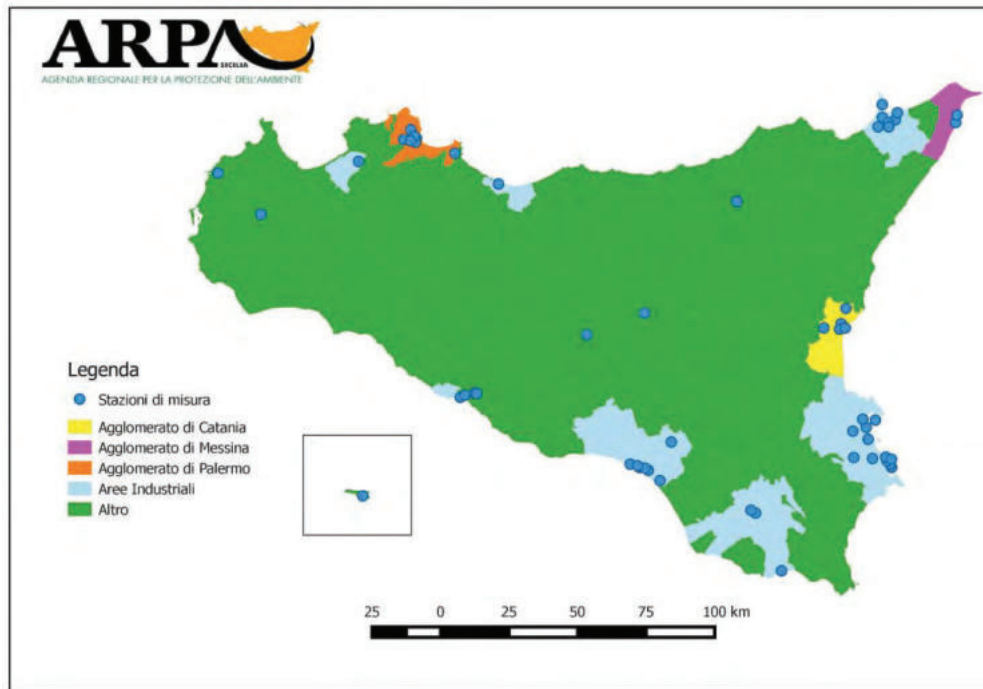 ARPA
SICILIA
AGENZIA REGIONALE PER LA PROTEZIONE DELL'AMBIENTE
Legenda
Stazioni di misura
Agglomerato di Catania
Agglomerato di Messina
Agglomerato di Palermo
Aree Industriali
Altro
25 0 25 50 75 100 km